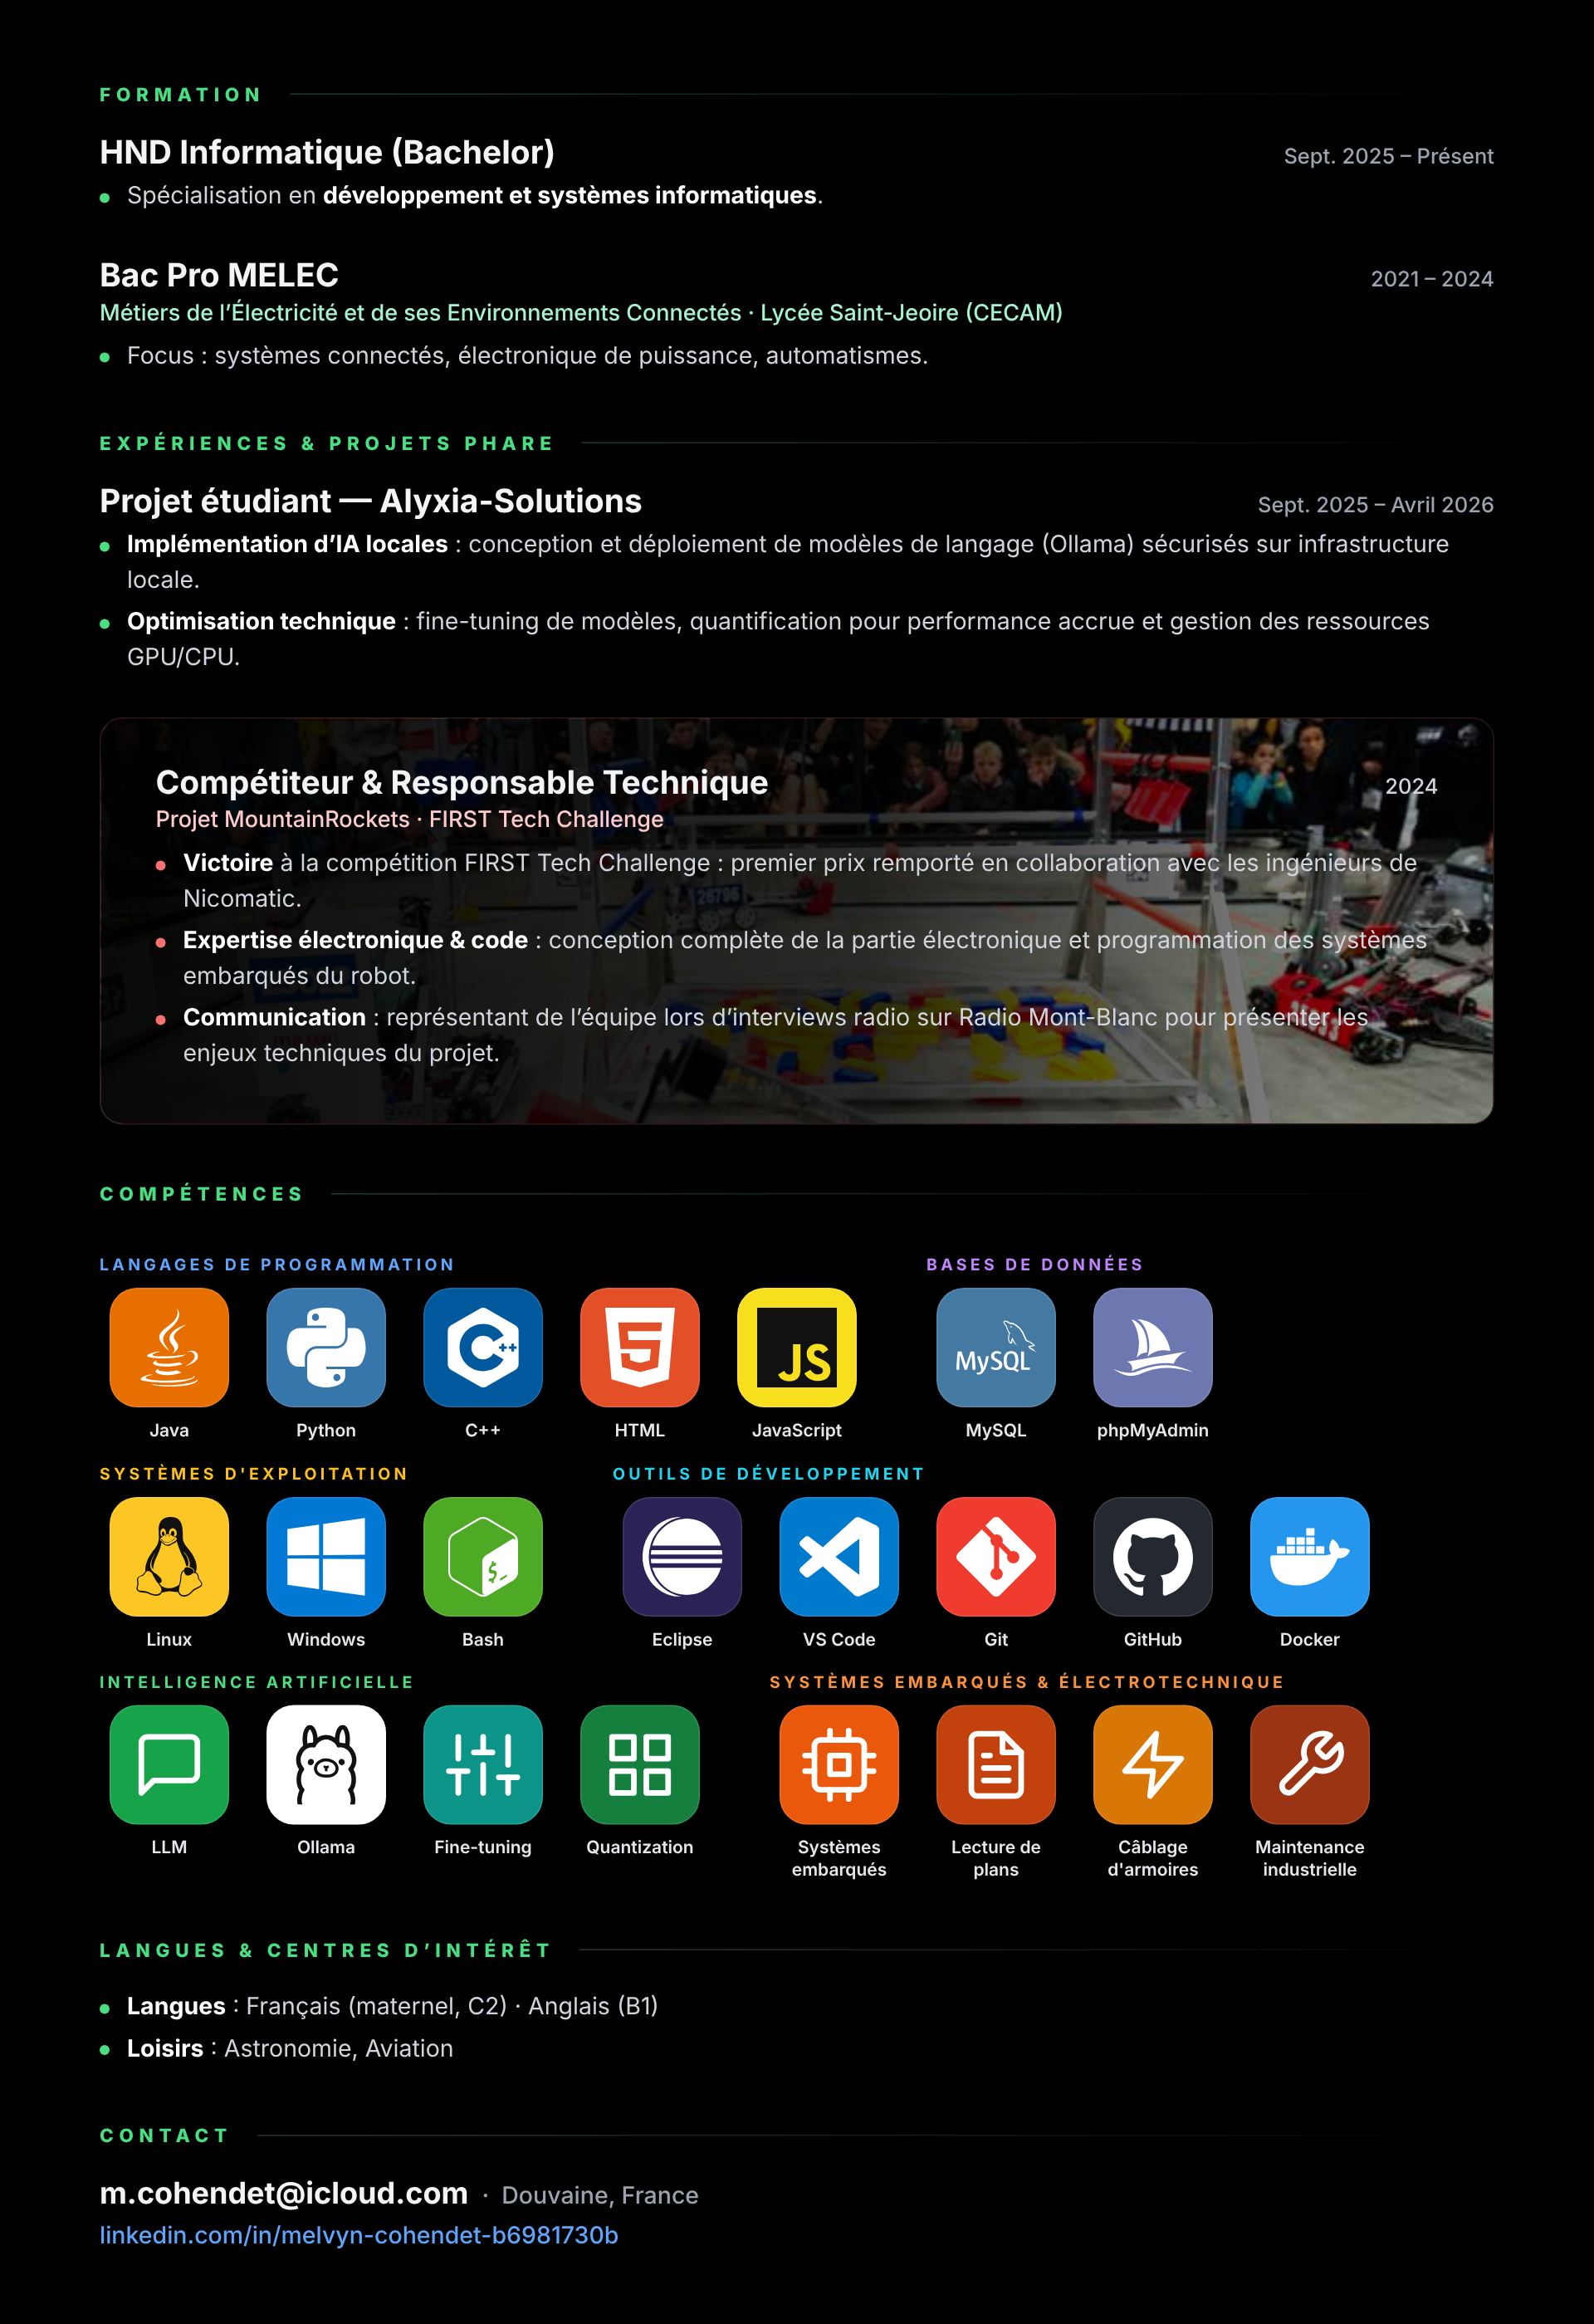 FORMATION
HND Informatique (Bachelor)
Sept. 2025 – Présent
Spécialisation en développement et systèmes informatiques.
Bac Pro MELEC
2021 – 2024
Métiers de l’Électricité et de ses Environnements Connectés · Lycée Saint-Jeoire (CECAM)
Focus : systèmes connectés, électronique de puissance, automatismes.
EXPÉRIENCES & PROJETS PHARE
Projet étudiant — Alyxia-Solutions
Sept. 2025 – Avril 2026
Implémentation d’IA locales : conception et déploiement de modèles de langage (Ollama) sécurisés sur infrastructure
locale.
Optimisation technique : fine-tuning de modèles, quantification pour performance accrue et gestion des ressources
GPU/CPU.
Compétiteur & Responsable Technique
2024
Projet MountainRockets · FIRST Tech Challenge
Victoire à la compétition FIRST Tech Challenge : premier prix remporté en collaboration avec les ingénieurs de
Nicomatic.
26796
Expertise électronique & code : conception complète de la partie électronique et programmation des systèmes
embarqués du robot.
Communication : représentant de l’équipe lors d’interviews radio sur Radio Mont-Blanc pour présenter les
enjeux techniques du projet.
COMPÉTENCES
LANGAGES DE PROGRAMMATION
BASES DE DONNÉES
5
C++
JS
MySQL
Java
Python
C++
HTML
JavaScript
MySQL
phpMyAdmin
SYSTÈMES D'EXPLOITATION
OUTILS DE DÉVELOPPEMENT
$_
Linux
Windows
Bash
Eclipse
VS Code
Git
GitHub
Docker
INTELLIGENCE ARTIFICIELLE
SYSTÈMES EMBARQUÉS & ÉLECTROTECHNIQUE
LLM
Ollama
Fine-tuning
Quantization
Systèmes
embarqués
Lecture de
plans
Câblage
d'armoires
Maintenance
industrielle
LANGUES & CENTRES D’INTÉRÊT
Langues : Français (maternel, C2) · Anglais (B1)
Loisirs : Astronomie, Aviation
CONTACT
m.cohendet@icloud.com · Douvaine, France
linkedin.com/in/melvyn-cohendet-b6981730b